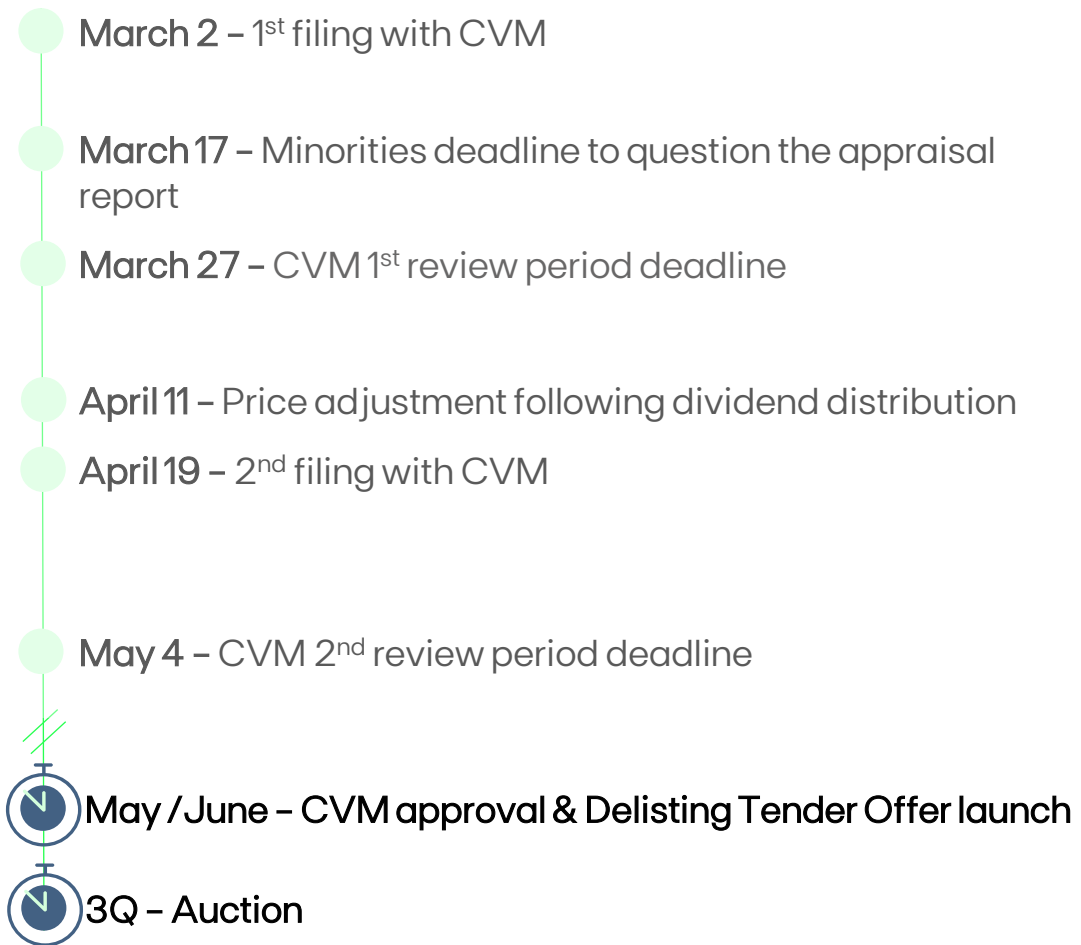 March 2 – 1st filing with CVM
March 17 – Minorities deadline to question the appraisal
report
March 27 – CVM 1st review period deadline
April 11 – Price adjustment following dividend distribution
April 19 – 2nd filing with CVM
May 4 – CVM 2nd review period deadline
May /June – CVM approval & Delisting Tender Offer launch
3Q – Auction